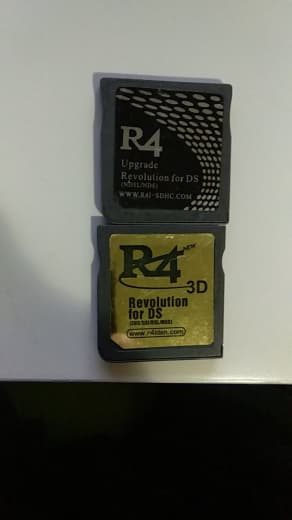 R4
Upgrade
Revolution for DS
(NDSL/NDS)
WWW.R4I-SDHC.COM
R4 NEW
3D
Revolution
for DS
www.r4isdn.com